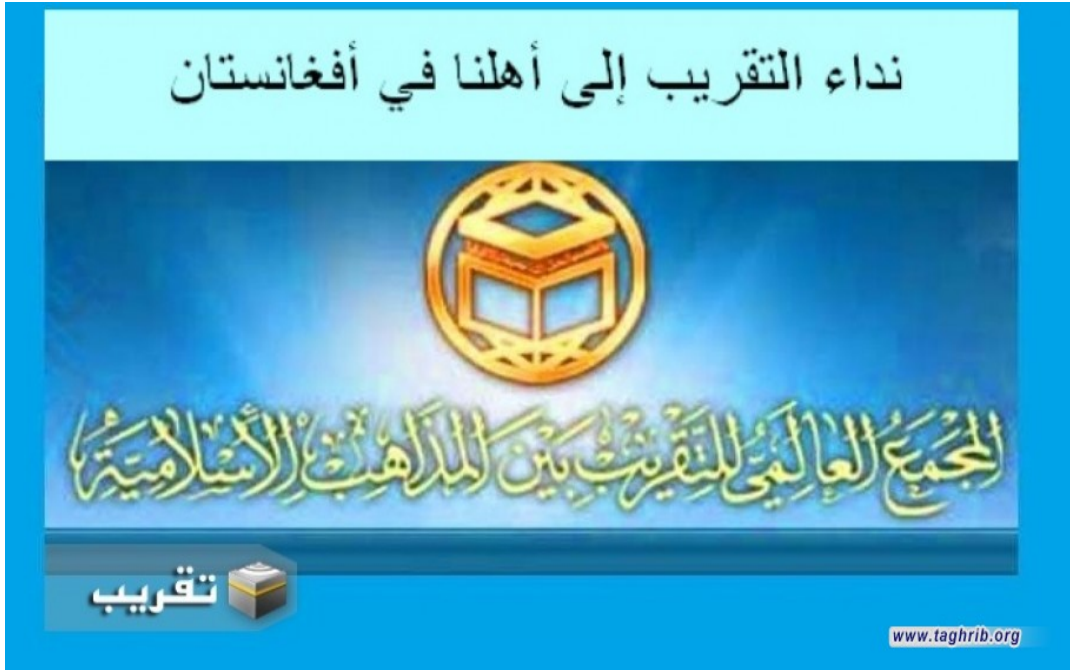 نداء التقريب إلى أهلنا في أفغانستان
المجمع العالمي للتقريب بين المذاهب الإسلامية
تقريب
www.taghrib.org